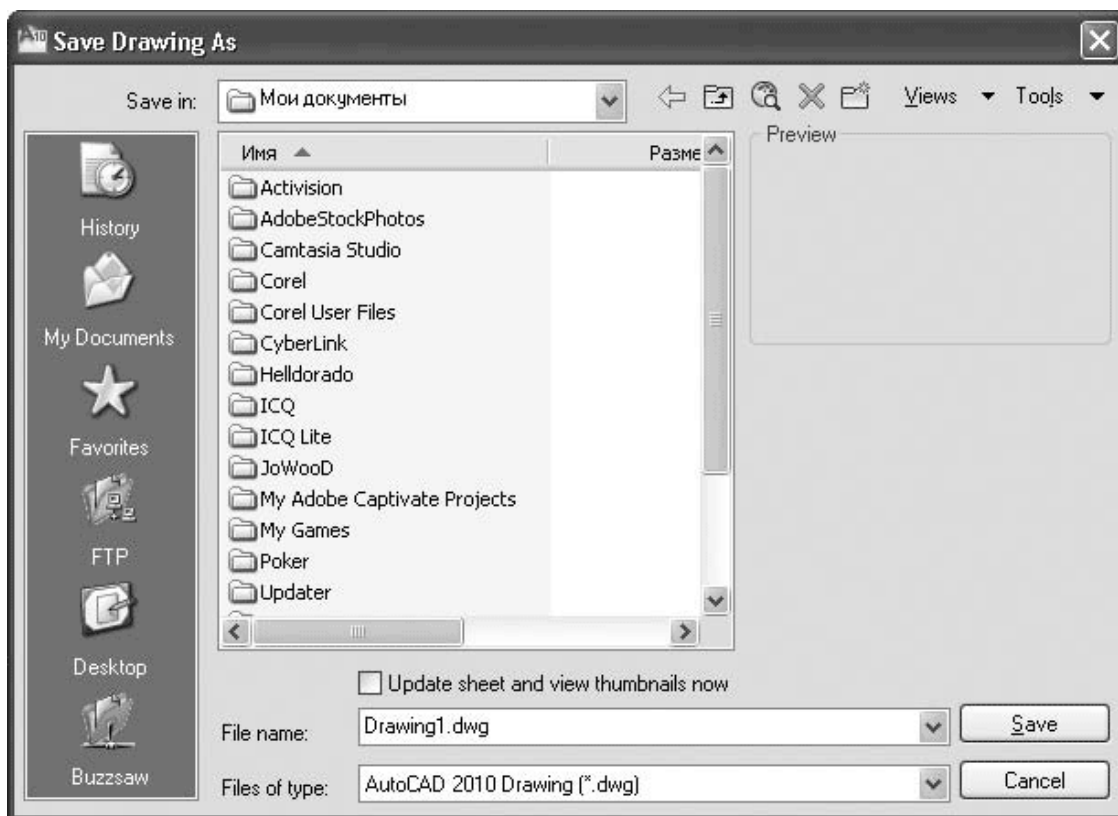 Save Drawing As
Save in:
Мои документы
Views
Tools
History
My Documents
Favorites
FTP
Desktop
Buzzsaw
Имя
Разме
Activision
AdobeStockPhotos
Camtasia Studio
Corel
Corel User Files
CyberLink
Helldorado
ICQ
ICQ Lite
JoWooD
My Adobe Captivate Projects
My Games
Poker
Updater
Preview
Update sheet and view thumbnails now
File name:
Drawing1.dwg
Save
Files of type:
AutoCAD 2010 Drawing (*.dwg)
Cancel